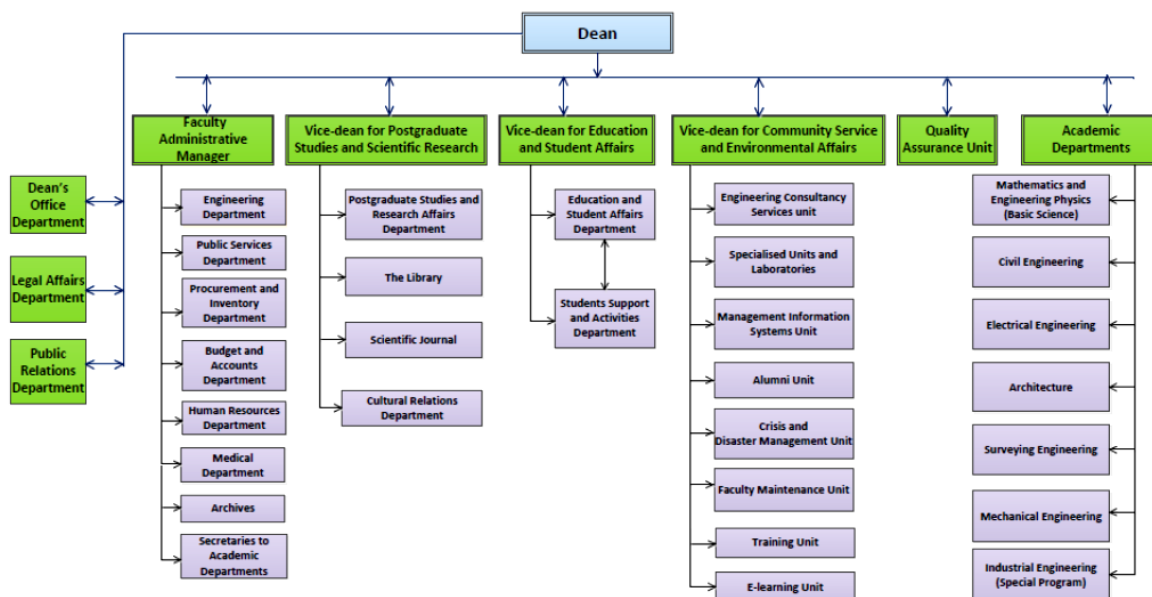 Dean
Faculty
Administrative
Manager
Vice-dean for Postgraduate
Studies and Scientific Research
Vice-dean for Education
and Student Affairs
Vice-dean for Community Service
and Environmental Affairs
Quality
Assurance Unit
Academic
Departments
Dean's
Office
Department
Legal Affairs
Department
Public
Relations
Department
Engineering
Department
Public Services
Department
Procurement and
Inventory
Department
Budget and
Accounts
Department
Human Resources
Department
Medical
Department
Archives
Secretaries to
Academic
Departments
Postgraduate Studies and
Research Affairs
Department
The Library
Scientific Journal
Cultural Relations
Department
Education and
Student Affairs
Department
Students Support
and Activities
Department
Engineering Consultancy
Services unit
Specialised Units and
Laboratories
Management Information
Systems Unit
Alumni Unit
Crisis and
Disaster Management Unit
Faculty Maintenance Unit
Training Unit
E-learning Unit
Mathematics and
Engineering Physics
(Basic Science)
Civil Engineering
Electrical Engineering
Architecture
Surveying Engineering
Mechanical Engineering
Industrial Engineering
(Special Program)